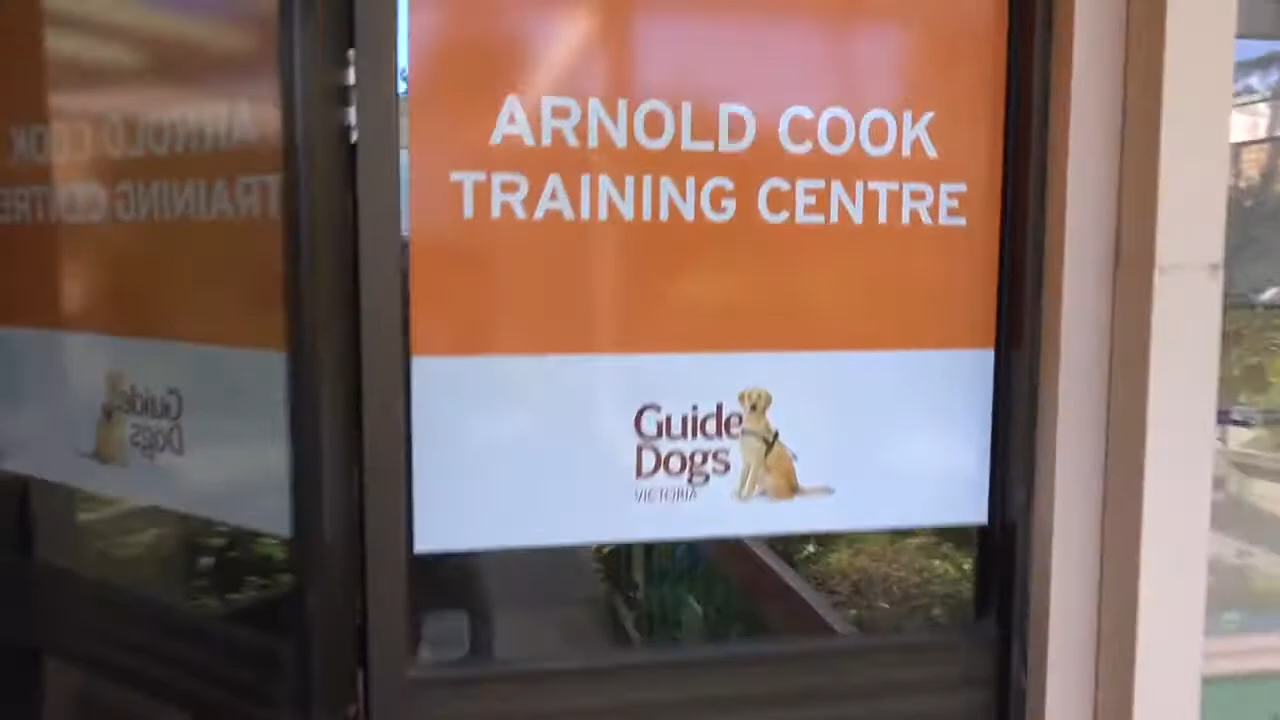 ARNOLD COOK
TRAINING CENTRE
Guide
Dogs
VICTORIA